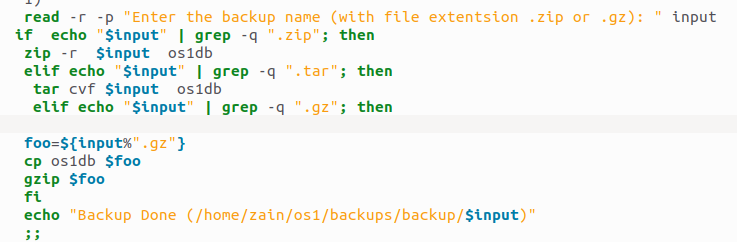 1)
read -r -p "Enter the backup name (with file extentsion .zip or .gz): " input
if  echo "$input" | grep -q ".zip"; then
zip -r  $input  os1db
elif echo "$input" | grep -q ".tar"; then
tar cvf $input  os1db
elif echo "$input" | grep -q ".gz"; then
foo=${input%".gz"}
cp os1db $foo
gzip $foo
fi
echo "Backup Done (/home/zain/os1/backups/backup/$input)"
;;